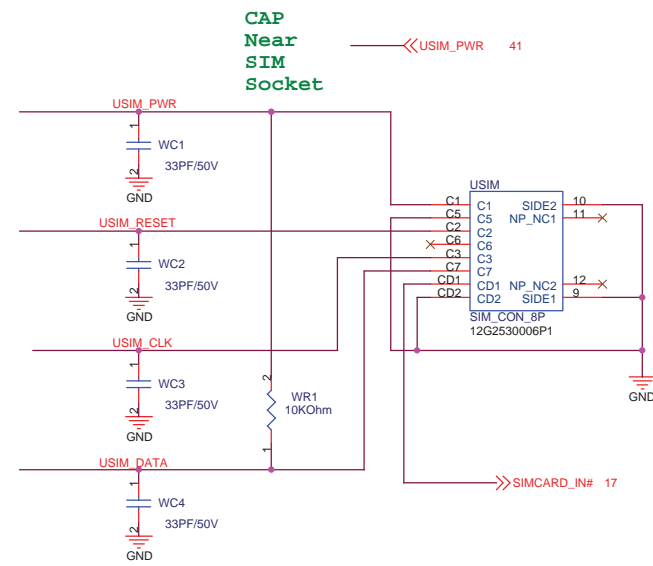 CAP
Near
SIM
Socket
USIM_PWR 41
USIM_PWR
1
WC1
2
33PF/50V
GND
USIM_RESET
1
WC2
2
33PF/50V
GND
USIM_CLK
1
WC3
2
33PF/50V
GND
USIM_DATA
1
WC4
2
33PF/50V
GND
2
WR1
10KOhm
1
USIM
C1 C1 SIDE2 10
C5 C5 NP_NC1 11
C2 C2
C6 C6
C3 C3
C7 C7
CD1 CD1 NP_NC2 12
CD2 CD2 SIDE1 9
SIM_CON_8P
12G2530006P1
GND
SIMCARD_IN# 17